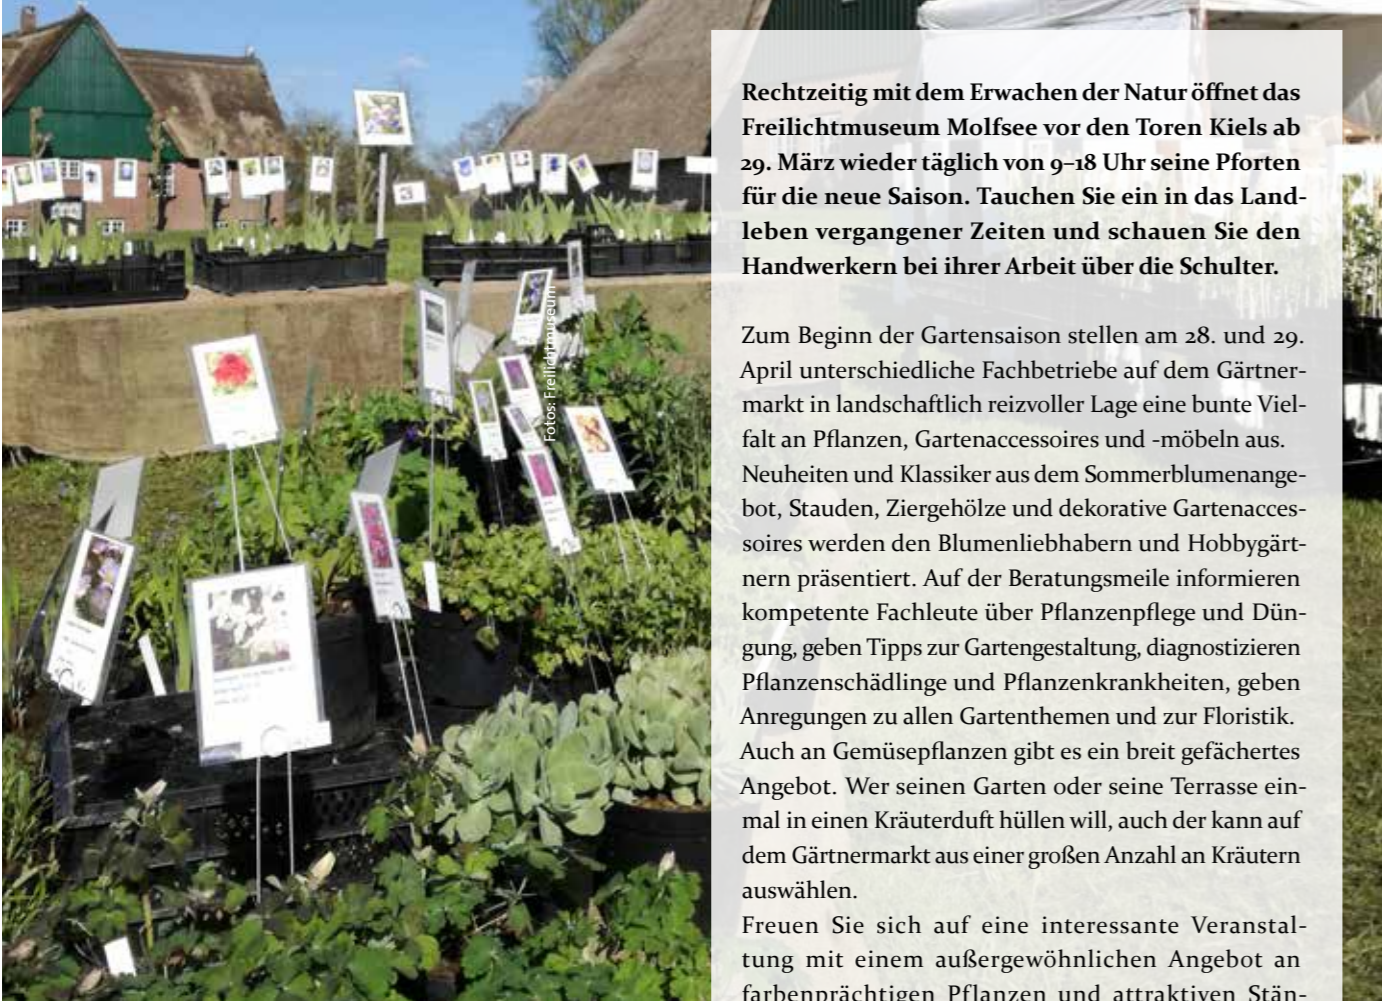 Rechtzeitig mit dem Erwachen der Natur öffnet das
Freilichtmuseum Molfsee vor den Toren Kiels ab
29. März wieder täglich von 9–18 Uhr seine Pforten
für die neue Saison. Tauchen Sie ein in das Land-
leben vergangener Zeiten und schauen Sie den
Handwerkern bei ihrer Arbeit über die Schulter.
Zum Beginn der Gartensaison stellen am 28. und 29.
April unterschiedliche Fachbetriebe auf dem Gärtner-
markt in landschaftlich reizvoller Lage eine bunte Viel-
falt an Pflanzen, Gartenaccessoires und -möbeln aus.
Neuheiten und Klassiker aus dem Sommerblumenange-
bot, Stauden, Ziergehölze und dekorative Gartenacces-
soires werden den Blumenliebhabern und Hobbygärt-
nern präsentiert. Auf der Beratungsmeile informieren
kompetente Fachleute über Pflanzenpflege und Dün-
gung, geben Tipps zur Gartengestaltung, diagnostizieren
Pflanzenschädlinge und Pflanzenkrankheiten, geben
Anregungen zu allen Gartenthemen und zur Floristik.
Auch an Gemüsepflanzen gibt es ein breit gefächertes
Angebot. Wer seinen Garten oder seine Terrasse ein-
mal in einen Kräuterduft hüllen will, auch der kann auf
dem Gärtnermarkt aus einer großen Anzahl an Kräutern
auswählen.
Freuen Sie sich auf eine interessante Veranstal-
tung mit einem außergewöhnlichen Angebot an
farbenprächtigen Pflanzen und attraktiven Stän-
Fotos: Freilichtmuseum